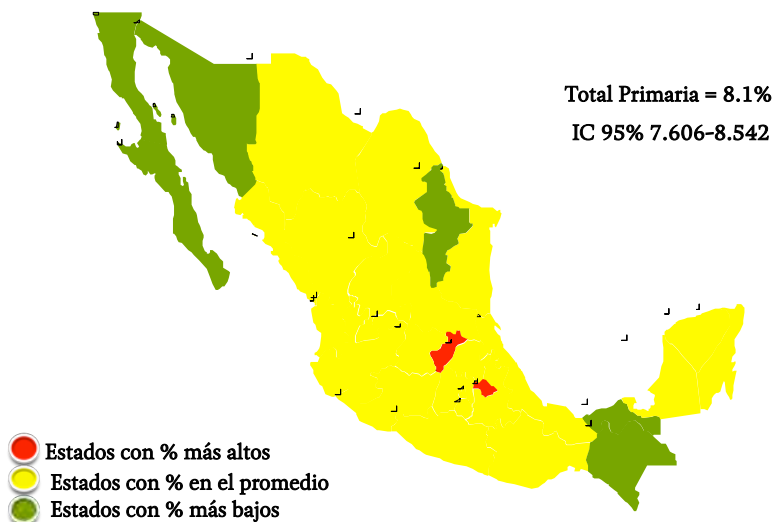 Total Primaria = 8.1%
IC 95% 7.606-8.542
Estados con % más altos
Estados con % en el promedio
Estados con % más bajos